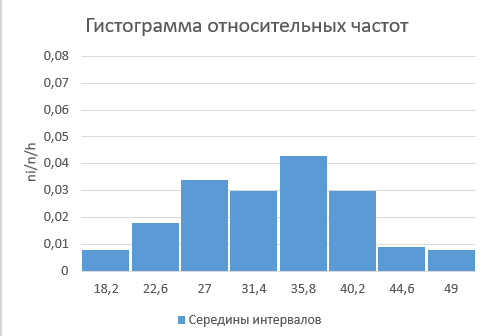 Гистограмма относительных частот
0,08
0,07
0,06
0,05
0,04
0,03
0,02
0,01
0
ni/n/h
18,2 22,6 27 31,4 35,8 40,2 44,6 49
Середины интервалов